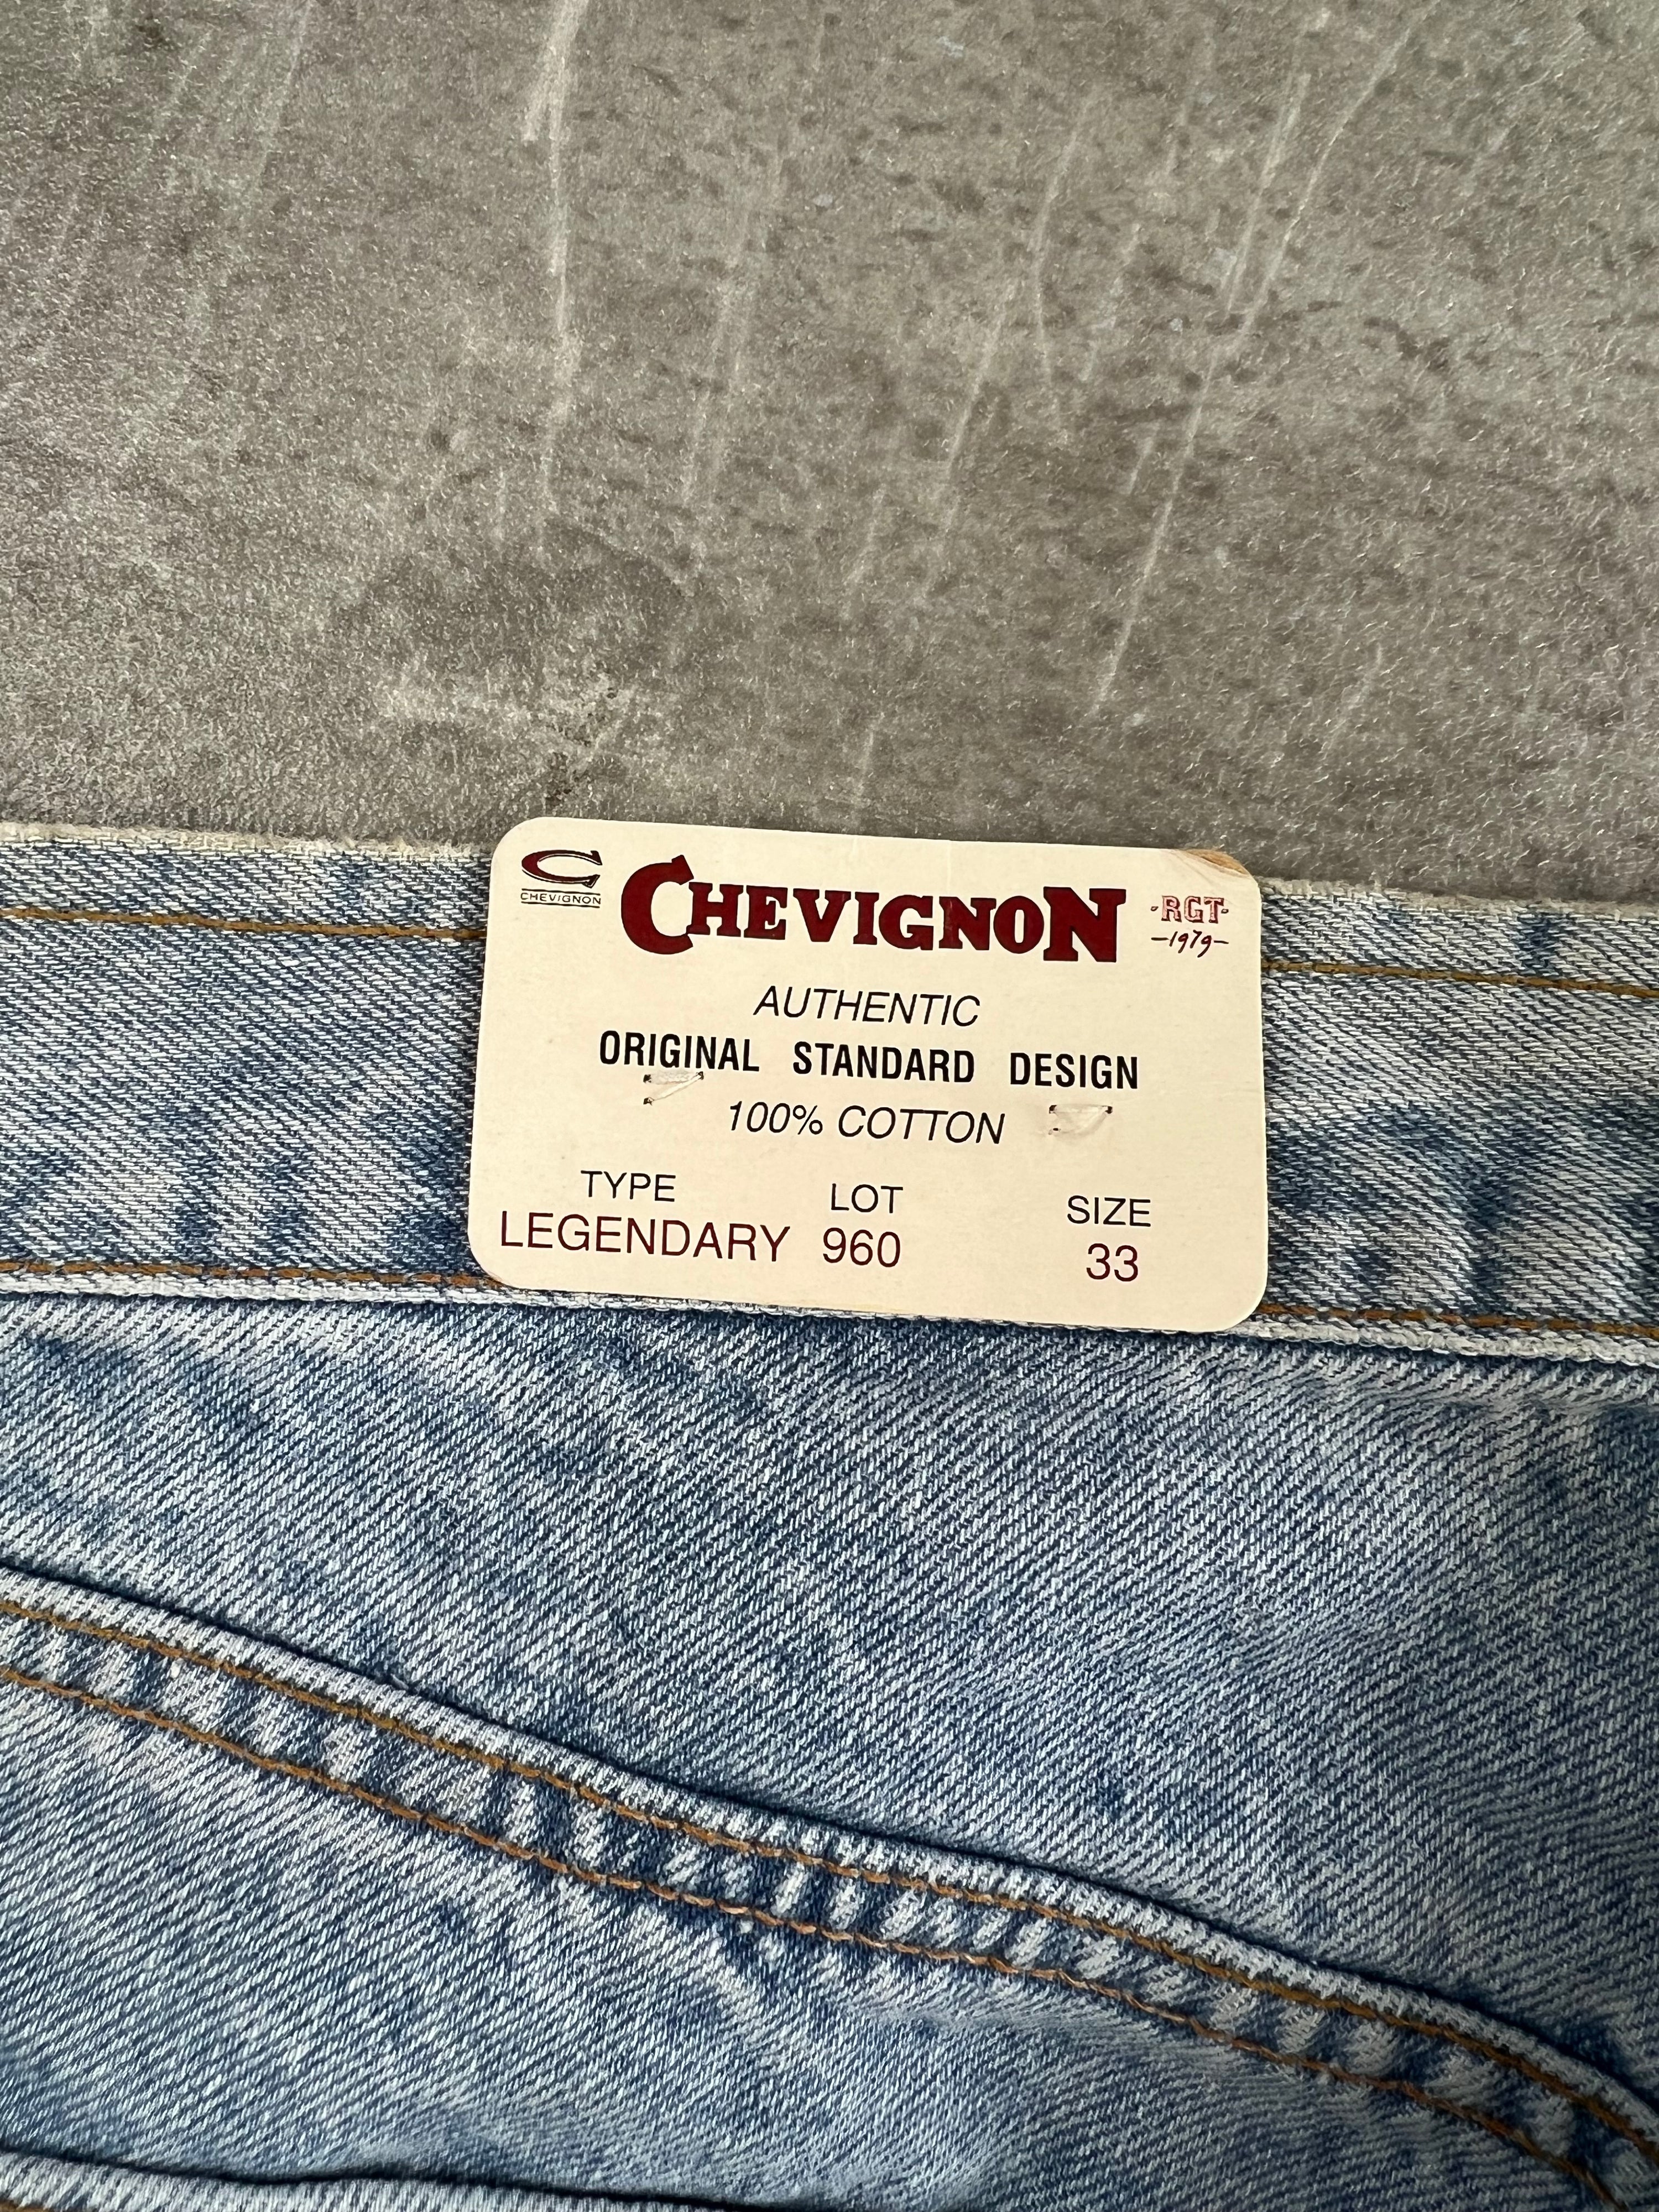 CHEVIGNON
CHEVIGNON
·RGT·
–1979–
AUTHENTIC
ORIGINAL STANDARD DESIGN
100% COTTON
TYPE LOT SIZE
LEGENDARY 960 33